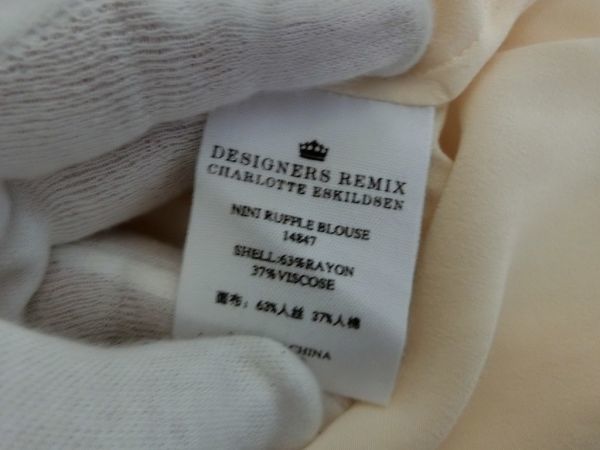 DESIGNERS REMIX
CHARLOTTE ESKILDSEN
NINI RUFFLE BLOUSE
14847
SHELL:63%RAYON
37%VISCOSE
面布：63%人丝 37%人棉
CHINA